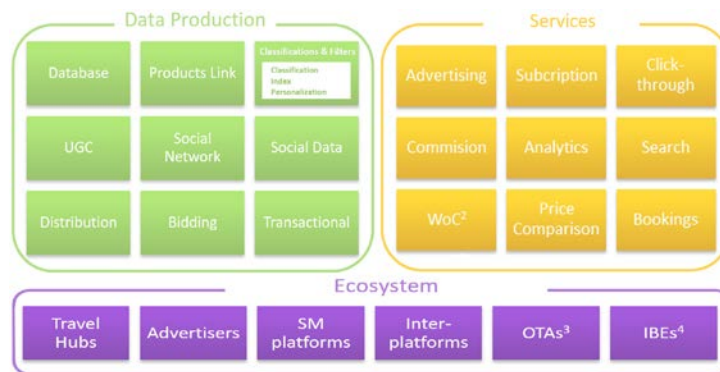 Data Production
Database
Products Link
Classifications & Filters
Classification
Index
Personalization
UGC
Social
Network
Social Data
Distribution
Bidding
Transactional
Services
Advertising
Subcription
Click-
through
Commision
Analytics
Search
WoC²
Price
Comparison
Bookings
Ecosystem
Travel
Hubs
Advertisers
SM
platforms
Inter-
platforms
OTAs³
IBEs⁴